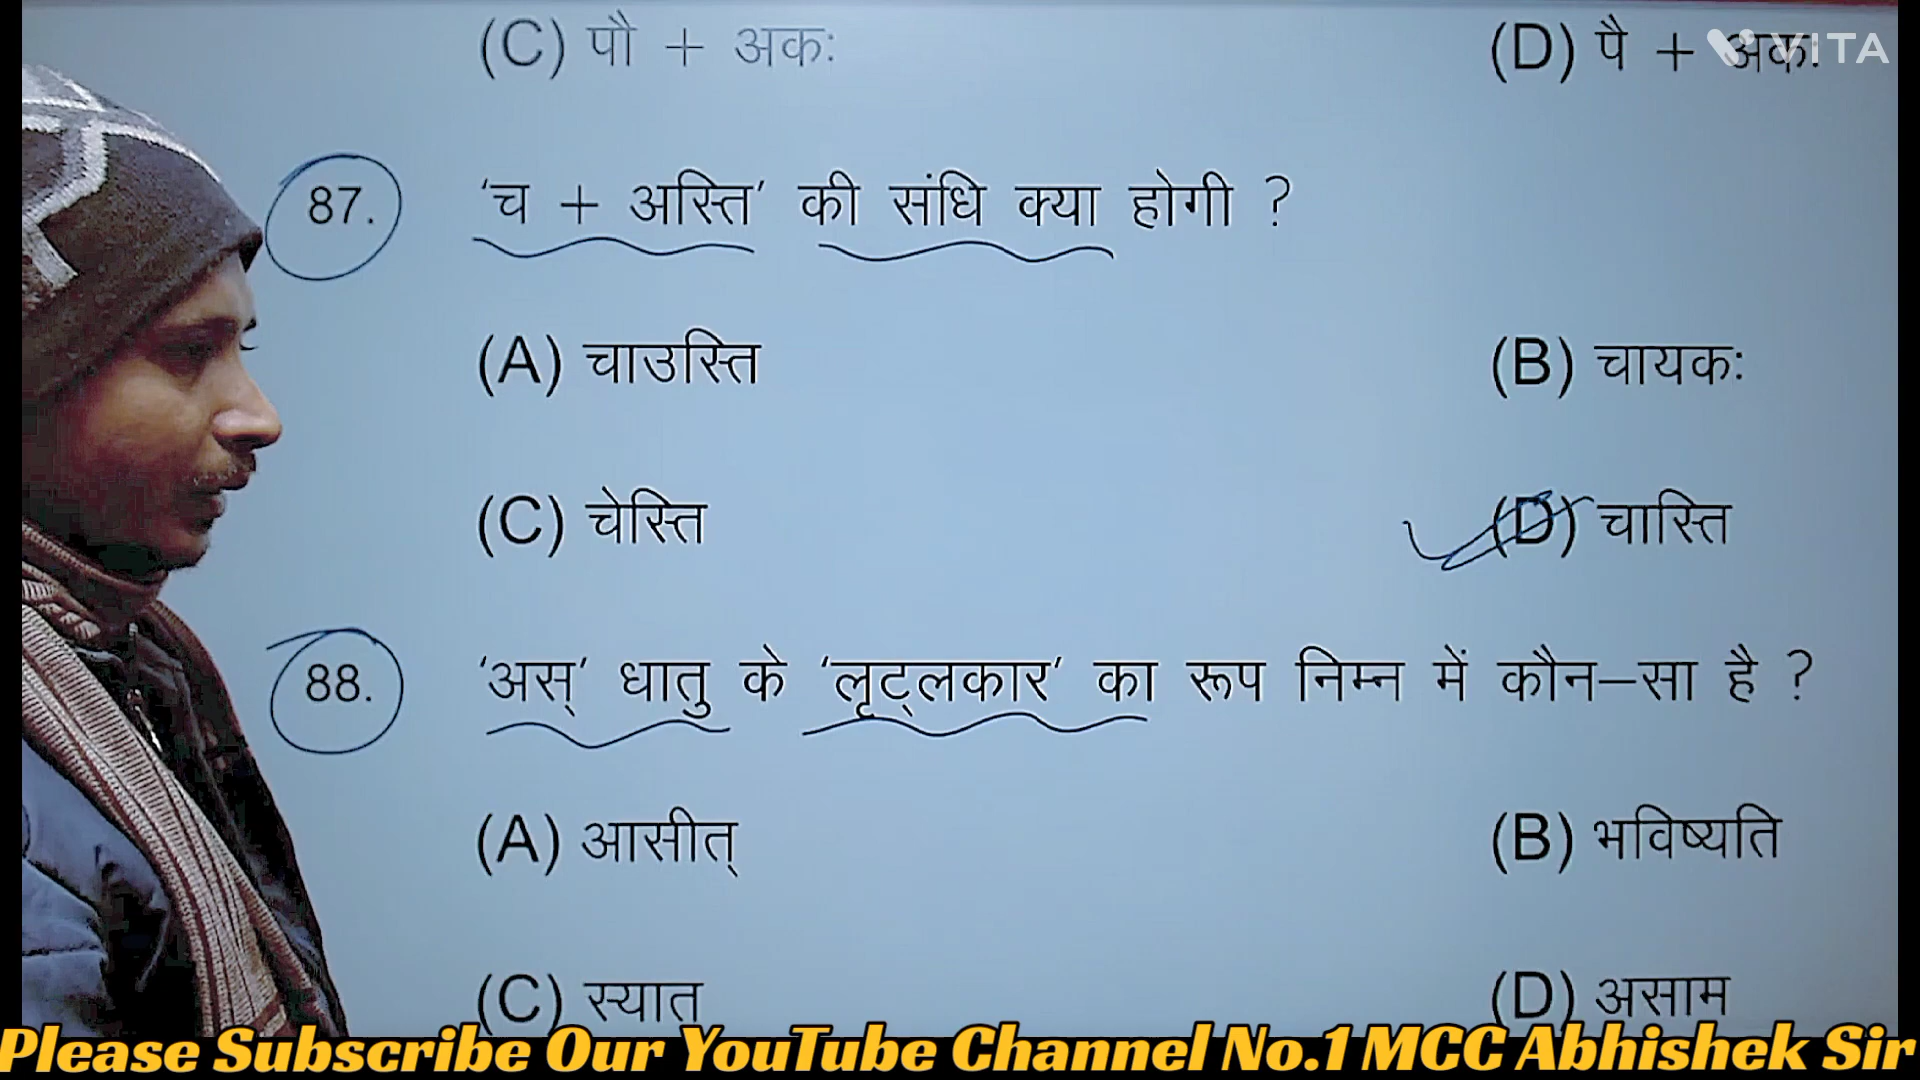 (C) पौ + अकः (D) पै + अकः
VITA
87. ‘च + अस्ति’ की संधि क्या होगी ?
(A) चाउस्ति (B) चायकः
(C) चेस्ति (D) चास्ति
88. ‘अस्’ धातु के ‘लृट्लकार’ का रूप निम्न में कौन–सा है ?
(A) आसीत् (B) भविष्यति
(C) स्यात (D) असाम
Please Subscribe Our YouTube Channel No.1 MCC Abhishek Sir